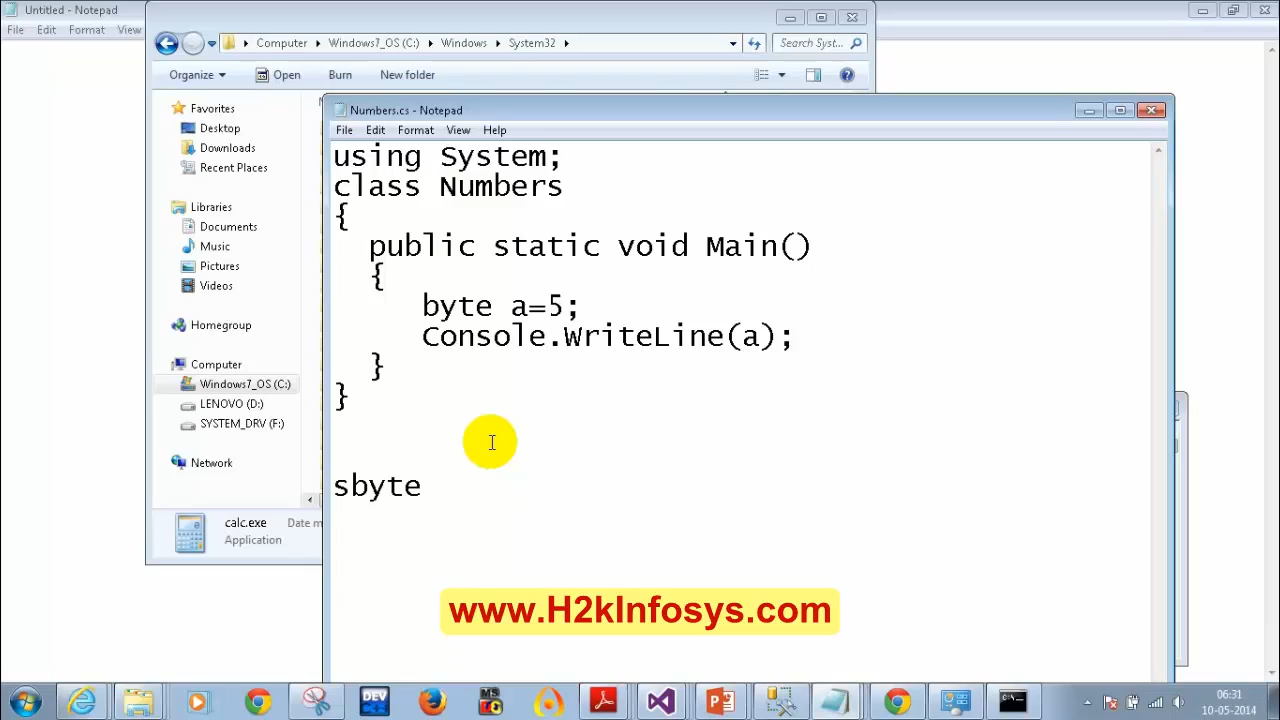 Untitled - Notepad
File Edit Format View
Computer Windows7_OS (C:) Windows System32
Search Syst...
Organize Open Burn New folder
Favorites
Desktop
Downloads
Recent Places
Libraries
Documents
Music
Pictures
Videos
Homegroup
Computer
Windows7_OS (C:)
LENOVO (D:)
SYSTEM_DRV (F:)
Network
calc.exe Date m
Application
Numbers.cs - Notepad
File Edit Format View Help
using System;
class Numbers
{
public static void Main()
{
byte a=5;
Console.WriteLine(a);
}
}
sbyte
www.H2kInfosys.com
DEV
MS
06:31
10-05-2014